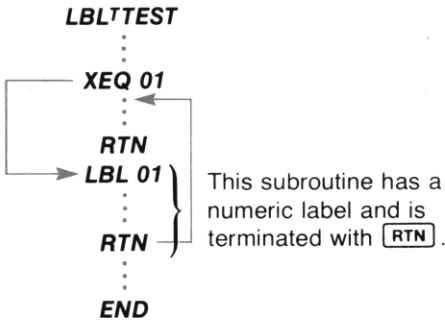 LBLᵀTEST
XEQ 01
RTN
LBL 01
This subroutine has a
numeric label and is
RTN terminated with RTN.
END